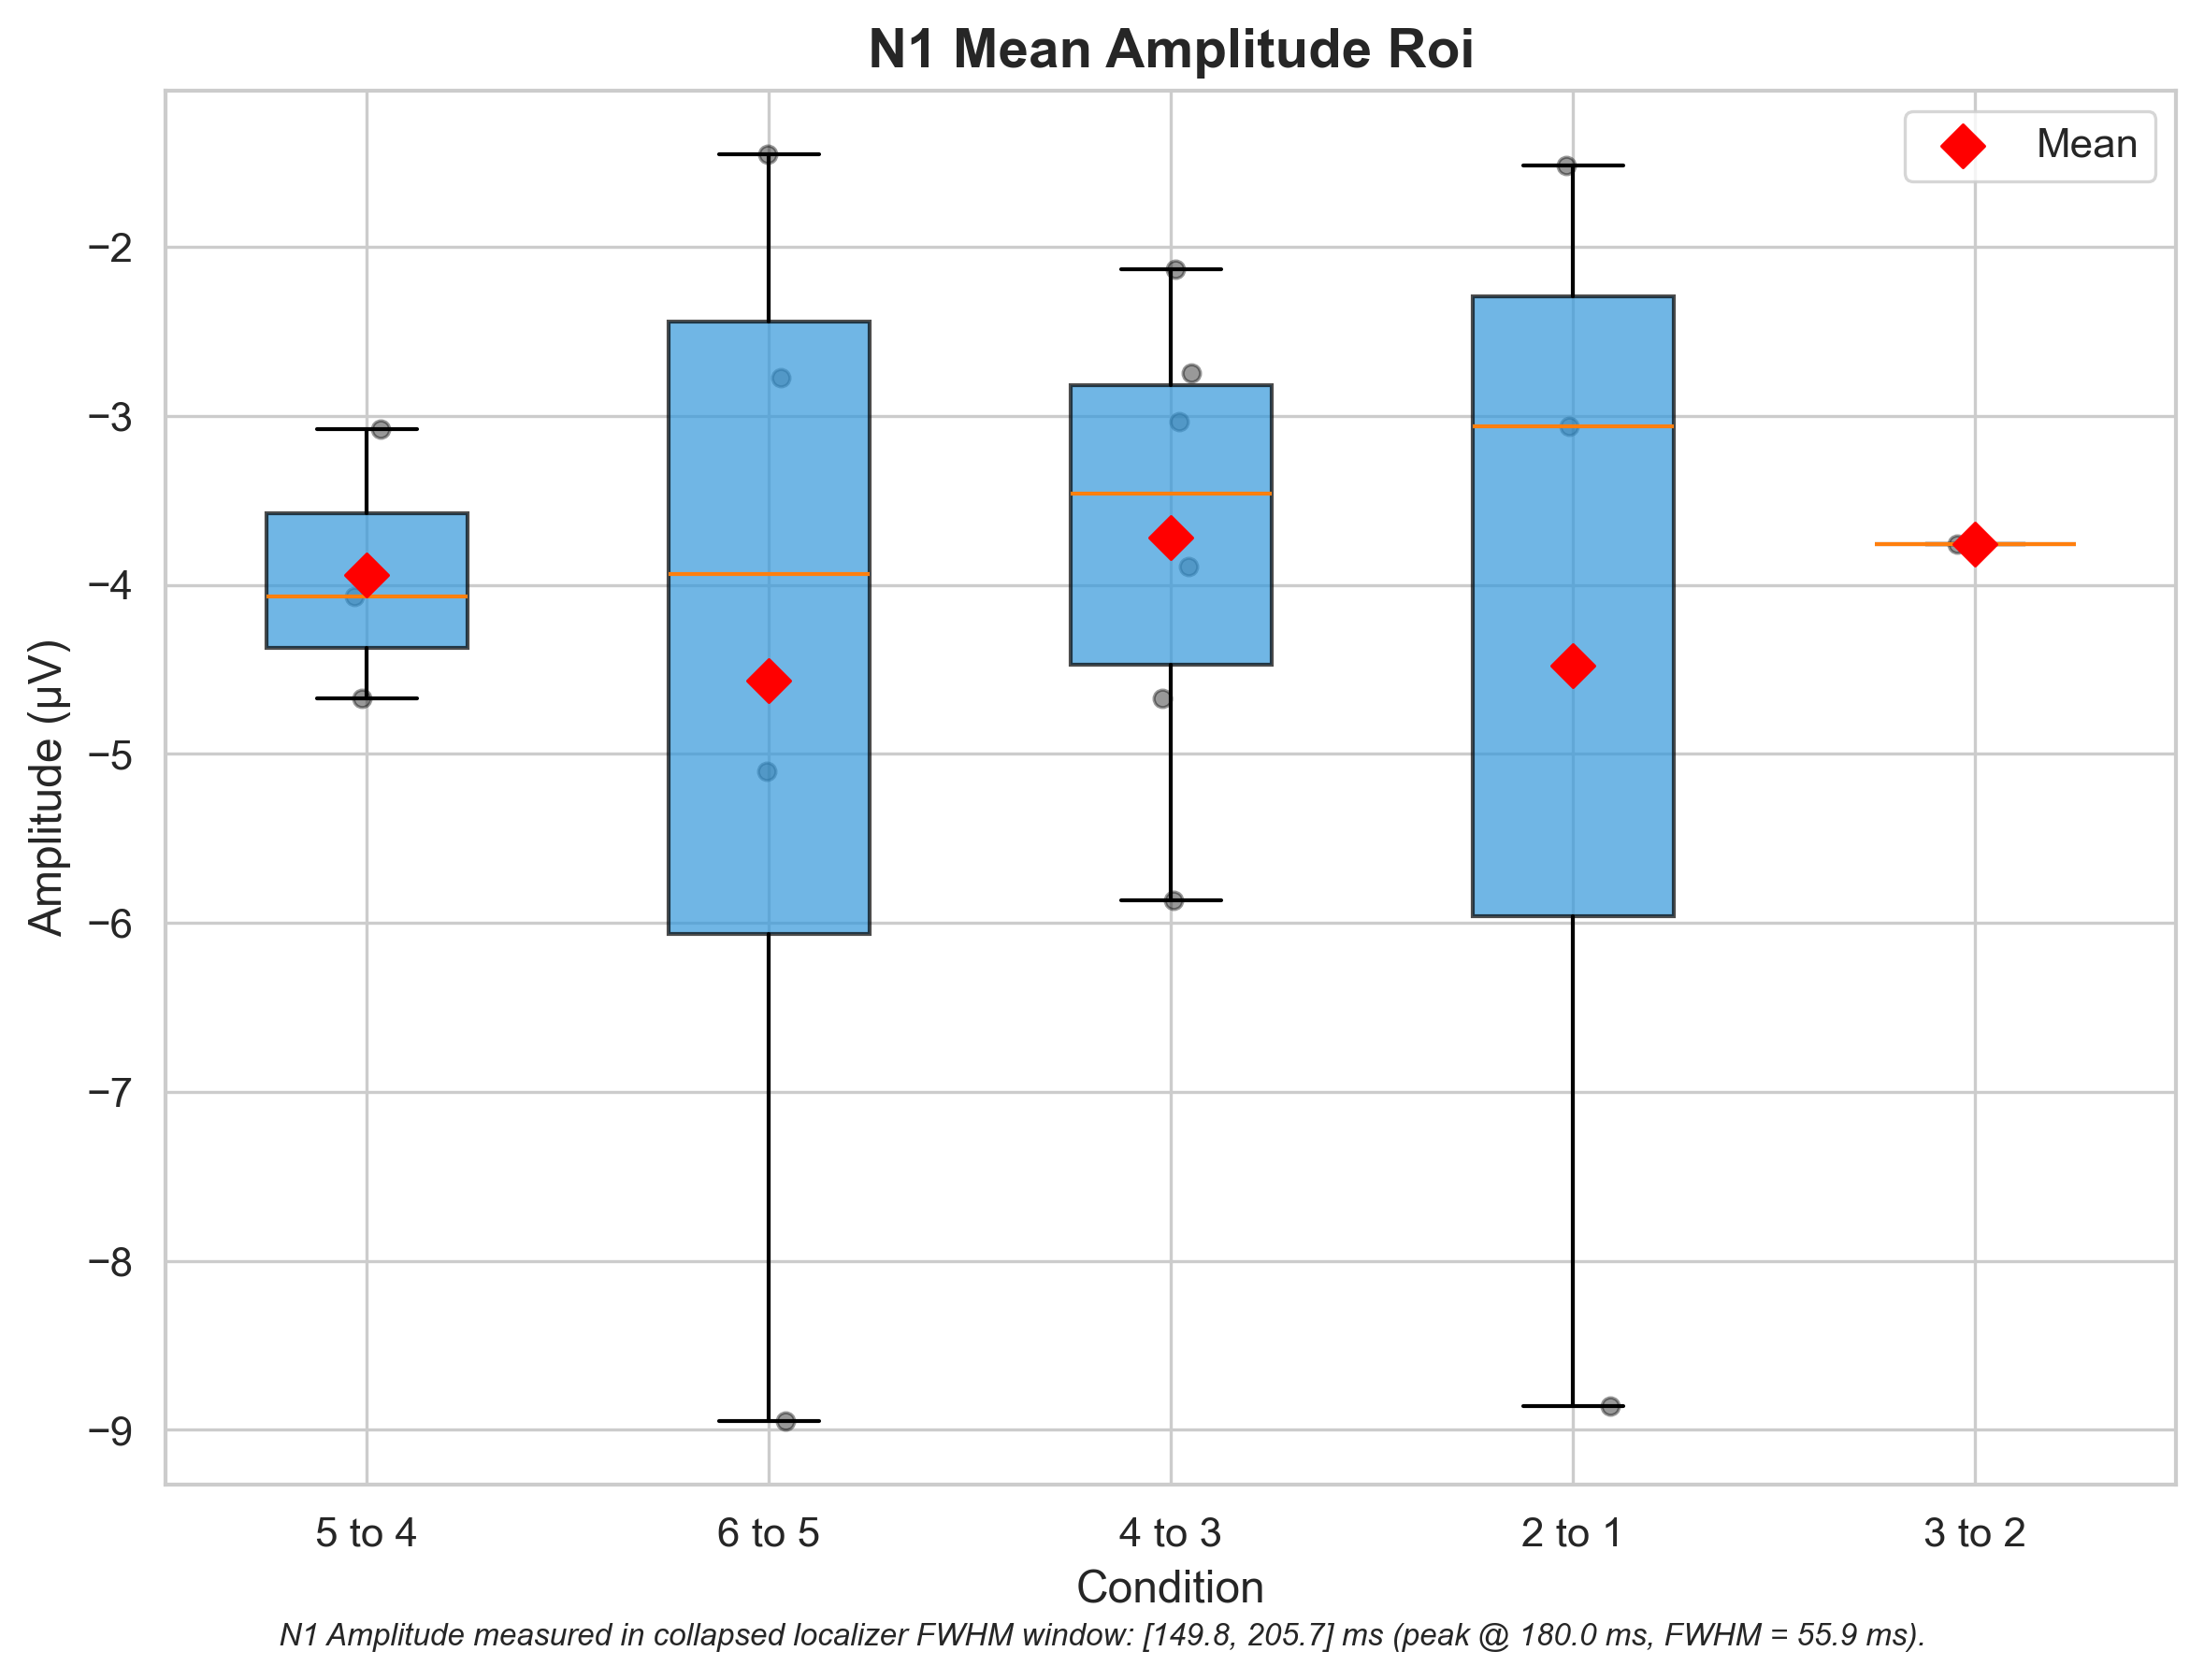 N1 Mean Amplitude Roi
Mean
−2
−3
−4
−5
−6
−7
−8
−9
Amplitude (µV)
5 to 4
6 to 5
4 to 3
2 to 1
3 to 2
Condition
N1 Amplitude measured in collapsed localizer FWHM window: [149.8, 205.7] ms (peak @ 180.0 ms, FWHM = 55.9 ms).